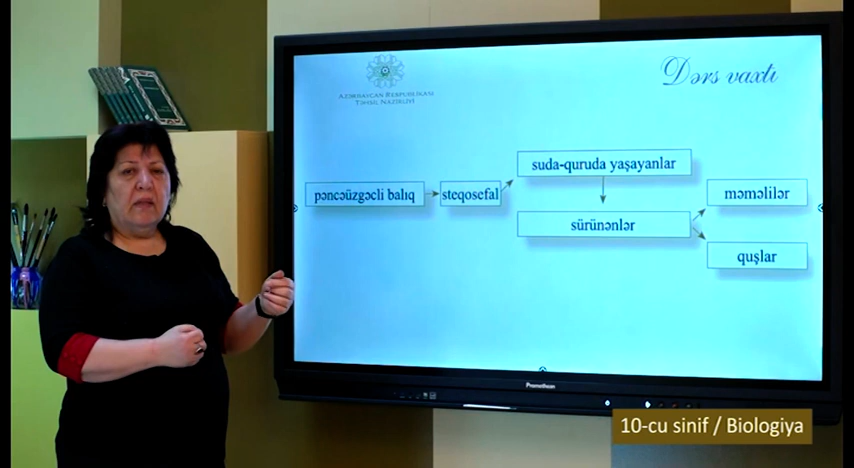 AZƏRBAYCAN RESPUBLİKASI
TƏHSİL NAZİRLİYİ
Dərs vaxtı
pəncəüzgəcli balıq
steqosefal
suda-quruda yaşayanlar
sürünənlər
məməlilər
quşlar
Promethean
10-cu sinif / Biologiya